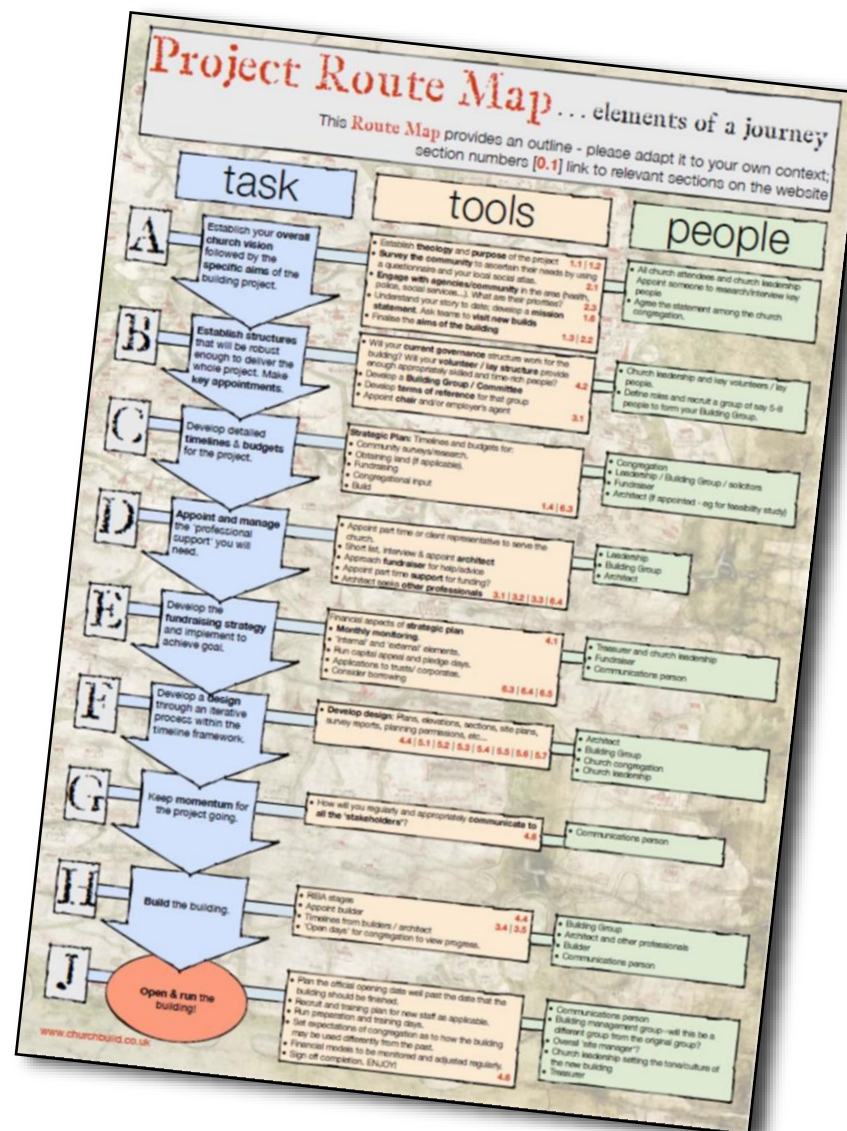 Project Route Map... elements of a journey
This Route Map provides an outline - please adapt it to your own context;
section numbers [0.1] link to relevant sections on the website
task
tools
people
A
Establish your overall
church vision
followed by the
specific aims of the
building project.
• Establish theology and purpose of the project 1.1 | 1.2
• Survey the community to ascertain their needs by using
a questionnaire and your local social atlas. 2.1
• Engage with agencies/community in the area (health,
police, social services...). What are their priorities? 2.3
• Understand your story to date; develop a mission 1.6
statement. Ask teams to visit new builds
• Finalise the aims of the building 1.3 | 2.2
• All church attendees and church leadership
Appoint someone to research/interview key
people.
• Agree the statement among the church
congregation.
B
Establish structures
that will be robust
enough to deliver the
whole project. Make
key appointments.
• Will your current governance structure work for the
building? Will your volunteer / lay structure provide
enough appropriately skilled and time-rich people? 4.2
• Develop a Building Group / Committee
• Develop terms of reference for that group
• Appoint chair and/or employer's agent 3.1
• Church leadership and key volunteers / lay
people.
• Define roles and recruit a group of say 5-8
people to form your Building Group.
C
Develop detailed
timelines & budgets
for the project.
Strategic Plan: Timelines and budgets for:
• Community surveys/research.
• Obtaining land (if applicable).
• Fundraising
• Congregational input
• Build
1.4 | 6.3
• Congregation
• Leadership / Building Group / solicitors
• Fundraiser
• Architect (if appointed - eg for feasibility study)
D
Appoint and manage
the 'professional
support' you will
need.
• Appoint part time or client representative to serve the
church.
• Short list, interview & appoint architect
• Approach fundraiser for help/advice
• Appoint part time support for funding?
• Architect seeks other professionals 3.1 | 3.2 | 3.3 | 6.4
• Leadership
• Building Group
• Architect
E
Develop the
fundraising strategy
and implement to
achieve goal.
Financial aspects of strategic plan 4.1
• Monthly monitoring.
• 'Internal' and 'external' elements.
• Run capital appeal and pledge days.
• Applications to trusts/ corporates.
• Consider borrowing
6.3 | 6.4 | 6.5
• Treasurer and church leadership
• Fundraiser
• Communications person
F
Develop a design
through an iterative
process within the
timeline framework.
• Develop design: Plans, elevations, sections, site plans,
survey reports, planning permissions, etc...
4.4 | 5.1 | 5.2 | 5.3 | 5.4 | 5.5 | 5.6 | 5.7
• Architect
• Building Group
• Church congregation
• Church leadership
G
Keep momentum for
the project going.
• How will you regularly and appropriately communicate to
all the 'stakeholders'?
• Communications person
H
Build the building.
• RIBA stages 4.4
• Appoint builder 3.4 | 3.5
• Timelines from builders / architect
• 'Open days' for congregation to view progress.
• Building Group
• Architect and other professionals
• Builder
• Communications person
J
Open & run the
building!
• Plan the official opening date well past the date that the
building should be finished.
• Recruit and training plan for new staff as applicable.
• Run preparation and training days.
• Set expectations of congregation as to how the building
may be used differently from the past.
• Financial models to be monitored and adjusted regularly.
• Sign off completion. ENJOY!
• Communications person
• Building management group--will this be a
different group from the original group?
• Overall 'site manager'?
• Church leadership setting the tone/culture of
the new building
• Treasurer
www.churchbuild.co.uk